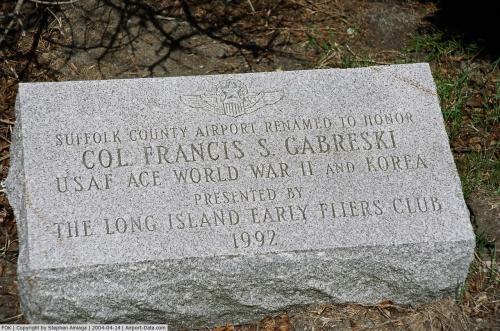 SUFFOLK COUNTY AIRPORT RENAMED TO HONOR
COL. FRANCIS S. GABRESKI
USAF ACE WORLD WAR II AND KOREA
PRESENTED BY
THE LONG ISLAND EARLY FLIERS CLUB
1992
FOK | Copyright by Stephen Amiaga | 2004-04-14 | Airport-Data.com